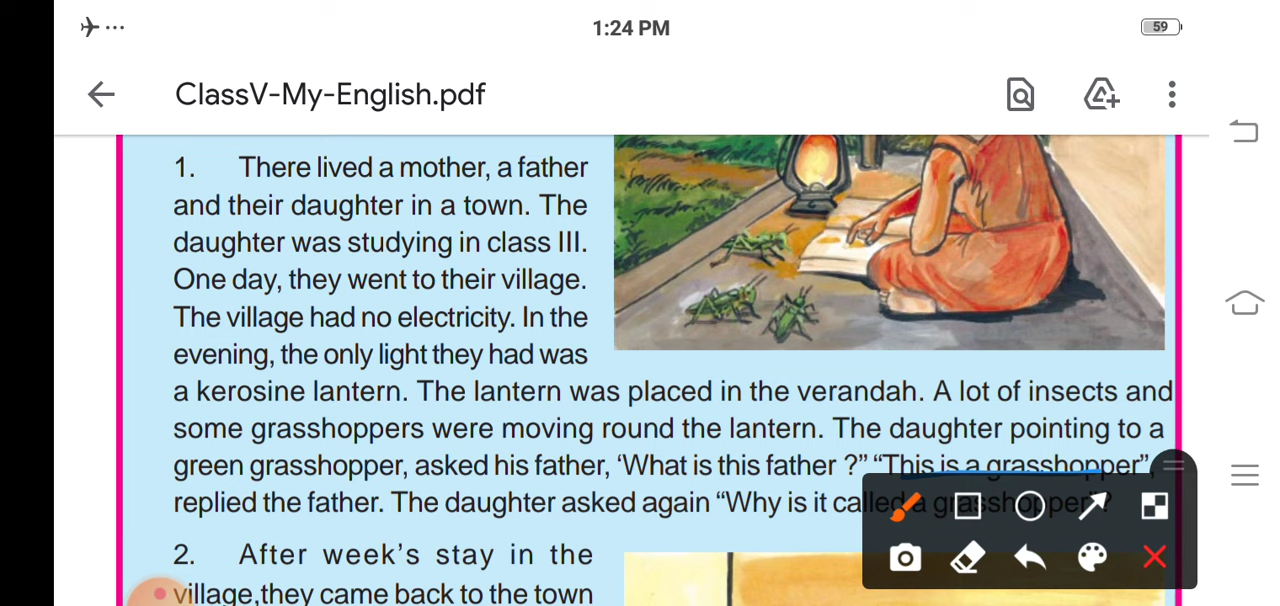 1:24 PM
59
ClassV-My-English.pdf
1. There lived a mother, a father
and their daughter in a town. The
daughter was studying in class III.
One day, they went to their village.
The village had no electricity. In the
evening, the only light they had was
a kerosine lantern. The lantern was placed in the verandah. A lot of insects and
some grasshoppers were moving round the lantern. The daughter pointing to a
green grasshopper, asked his father, ‘What is this father ?” “This is a grasshopper”,
replied the father. The daughter asked again “Why is it called a grasshopper ?
2. After week’s stay in the
village,they came back to the town